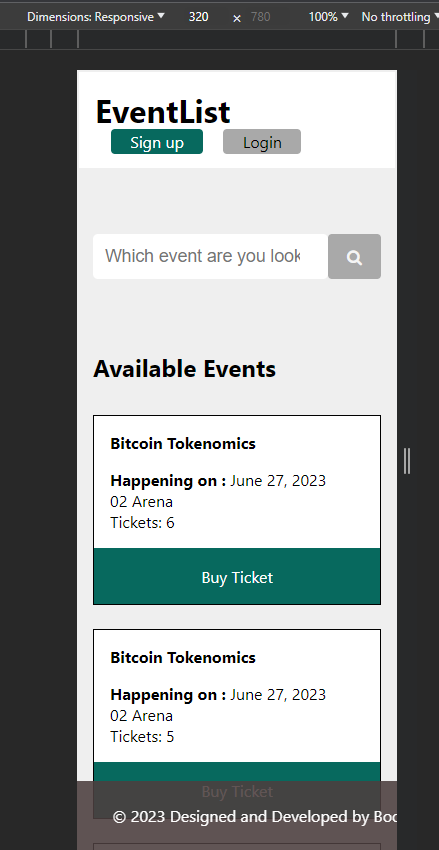 Dimensions: Responsive 320 × 780 100% No throttling
EventList
Sign up Login
Which event are you look
Available Events
Bitcoin Tokenomics
Happening on : June 27, 2023
02 Arena
Tickets: 6
Buy Ticket
Bitcoin Tokenomics
Happening on : June 27, 2023
02 Arena
Tickets: 5
Buy Ticket
© 2023 Designed and Developed by